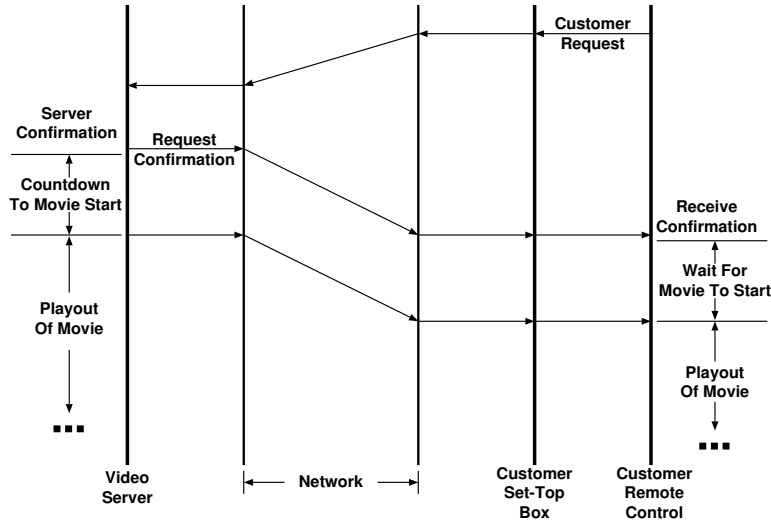 Customer
Request
Server
Confirmation
Request
Confirmation
Countdown
To Movie Start
Receive
Confirmation
Wait For
Movie To Start
Playout
Of Movie
Playout
Of Movie
Video
Server
Network
Customer
Set-Top
Box
Customer
Remote
Control